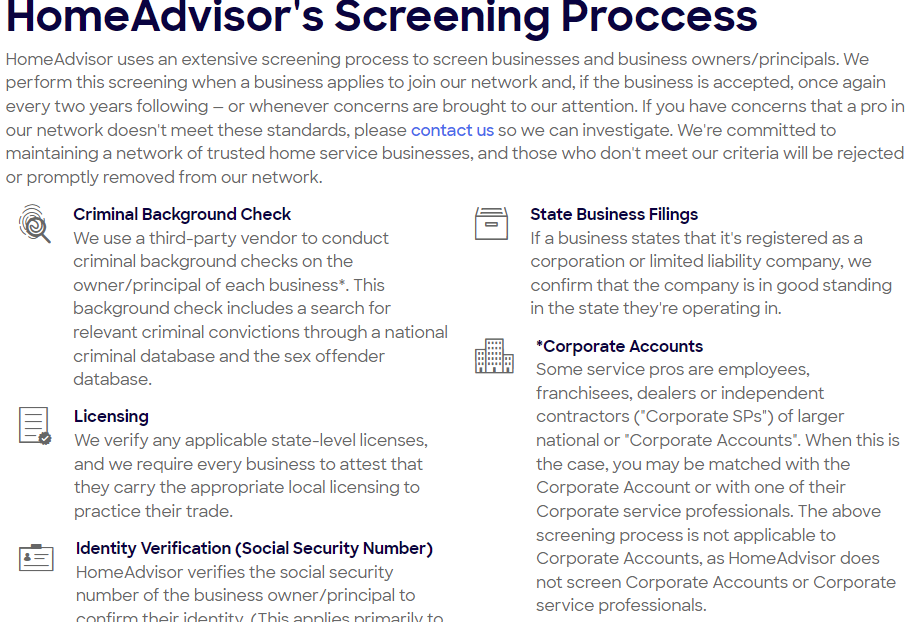 HomeAdvisor's Screening Proccess
HomeAdvisor uses an extensive screening process to screen businesses and business owners/principals. We
perform this screening when a business applies to join our network and, if the business is accepted, once again
every two years following — or whenever concerns are brought to our attention. If you have concerns that a pro in
our network doesn't meet these standards, please contact us so we can investigate. We're committed to
maintaining a network of trusted home service businesses, and those who don't meet our criteria will be rejected
or promptly removed from our network.
Criminal Background Check
We use a third-party vendor to conduct
criminal background checks on the
owner/principal of each business*. This
background check includes a search for
relevant criminal convictions through a national
criminal database and the sex offender
database.
Licensing
We verify any applicable state-level licenses,
and we require every business to attest that
they carry the appropriate local licensing to
practice their trade.
Identity Verification (Social Security Number)
HomeAdvisor verifies the social security
number of the business owner/principal to
confirm their identity. (This applies primarily to
State Business Filings
If a business states that it's registered as a
corporation or limited liability company, we
confirm that the company is in good standing
in the state they're operating in.
*Corporate Accounts
Some service pros are employees,
franchisees, dealers or independent
contractors ("Corporate SPs") of larger
national or "Corporate Accounts". When this is
the case, you may be matched with the
Corporate Account or with one of their
Corporate service professionals. The above
screening process is not applicable to
Corporate Accounts, as HomeAdvisor does
not screen Corporate Accounts or Corporate
service professionals.